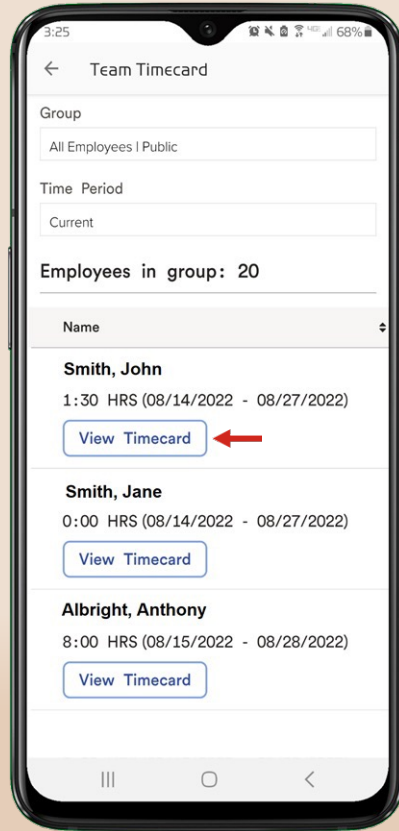 3:25 4G 68%
Team Timecard
Group
All Employees | Public
Time Period
Current
Employees in group: 20
Name
Smith, John
1:30 HRS (08/14/2022 - 08/27/2022)
View Timecard
Smith, Jane
0:00 HRS (08/14/2022 - 08/27/2022)
View Timecard
Albright, Anthony
8:00 HRS (08/15/2022 - 08/28/2022)
View Timecard